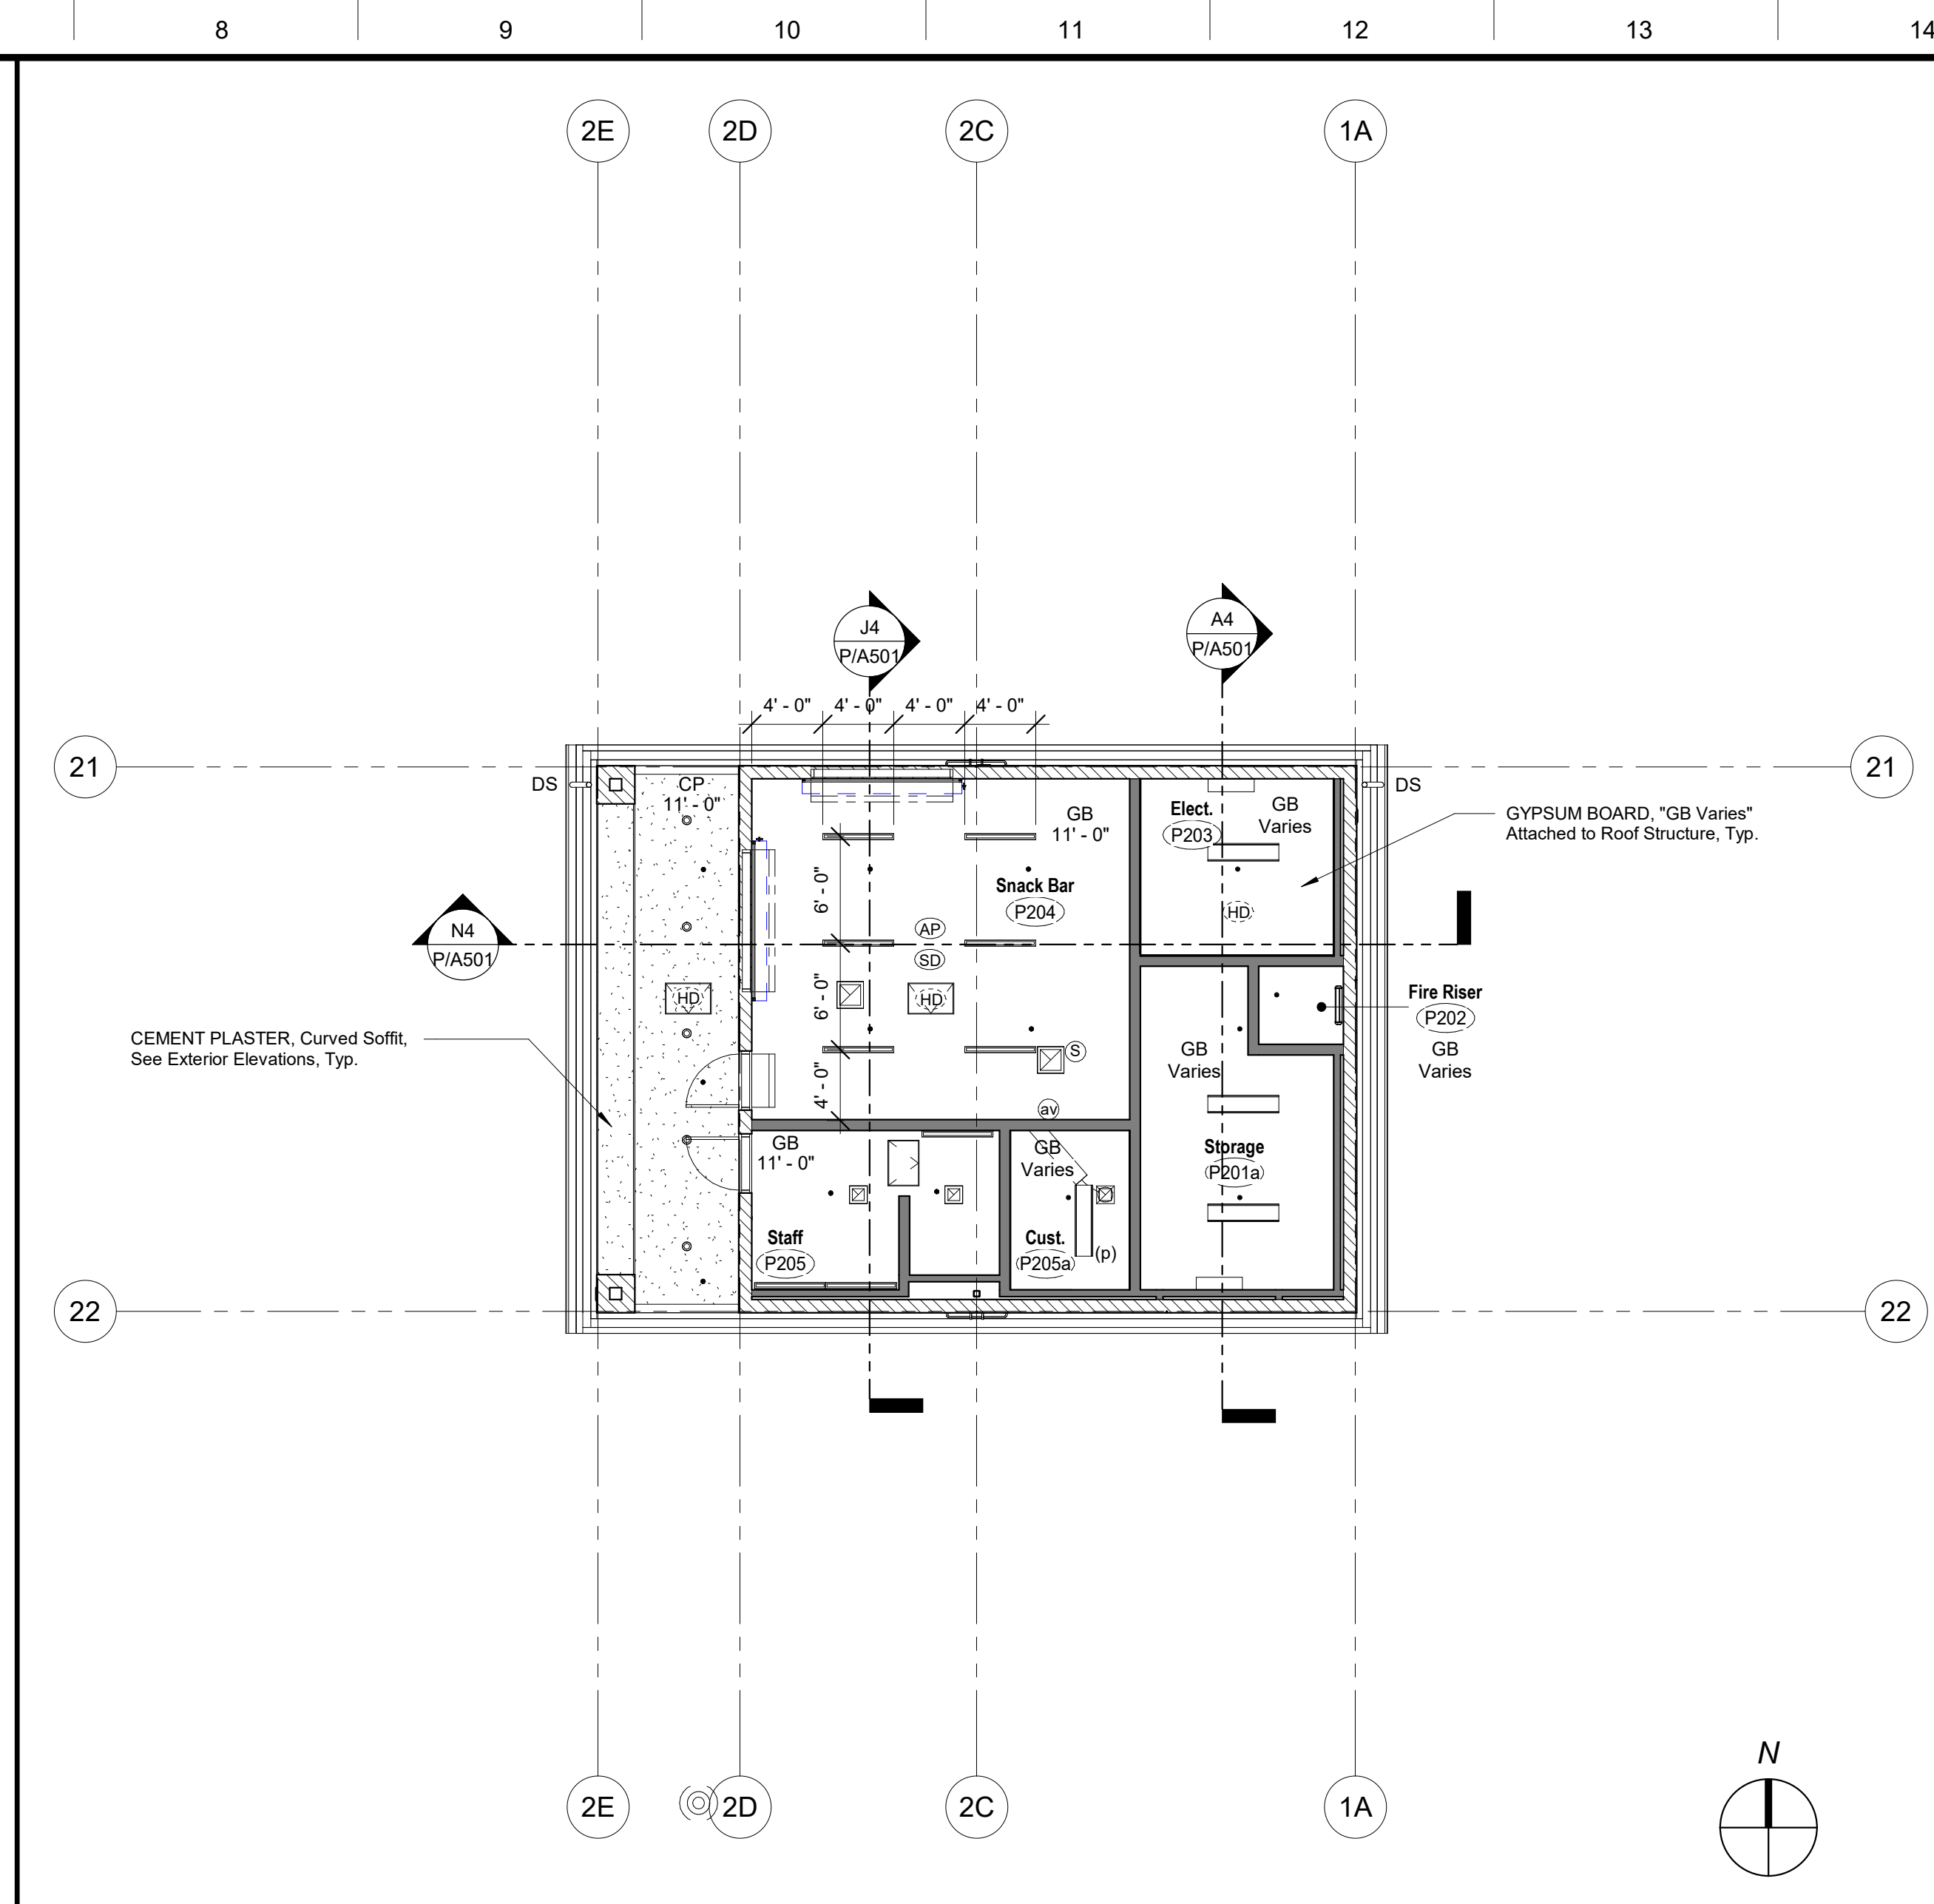 8 9 10 11 12 13 14
2E 2D 2C 1A
J4
P/A501
A4
P/A501
4' - 0" 4' - 0" 4' - 0" 4' - 0"
21 21
DS DS
CP
11' - 0"
GB
11' - 0"
Elect.
P203
GB
Varies
GYPSUM BOARD, "GB Varies"
Attached to Roof Structure, Typ.
6' - 0"
Snack Bar
P204
HD
AP
SD
N4
P/A501
HD
HD
6' - 0"
Fire Riser
P202
GB
Varies
CEMENT PLASTER, Curved Soffit,
See Exterior Elevations, Typ.
S
GB
Varies
4' - 0"
av
GB
11' - 0"
GB
Varies
Storage
P201a
Staff
P205
Cust.
P205a
(p)
22 22
N
2E 2D 2C 1A